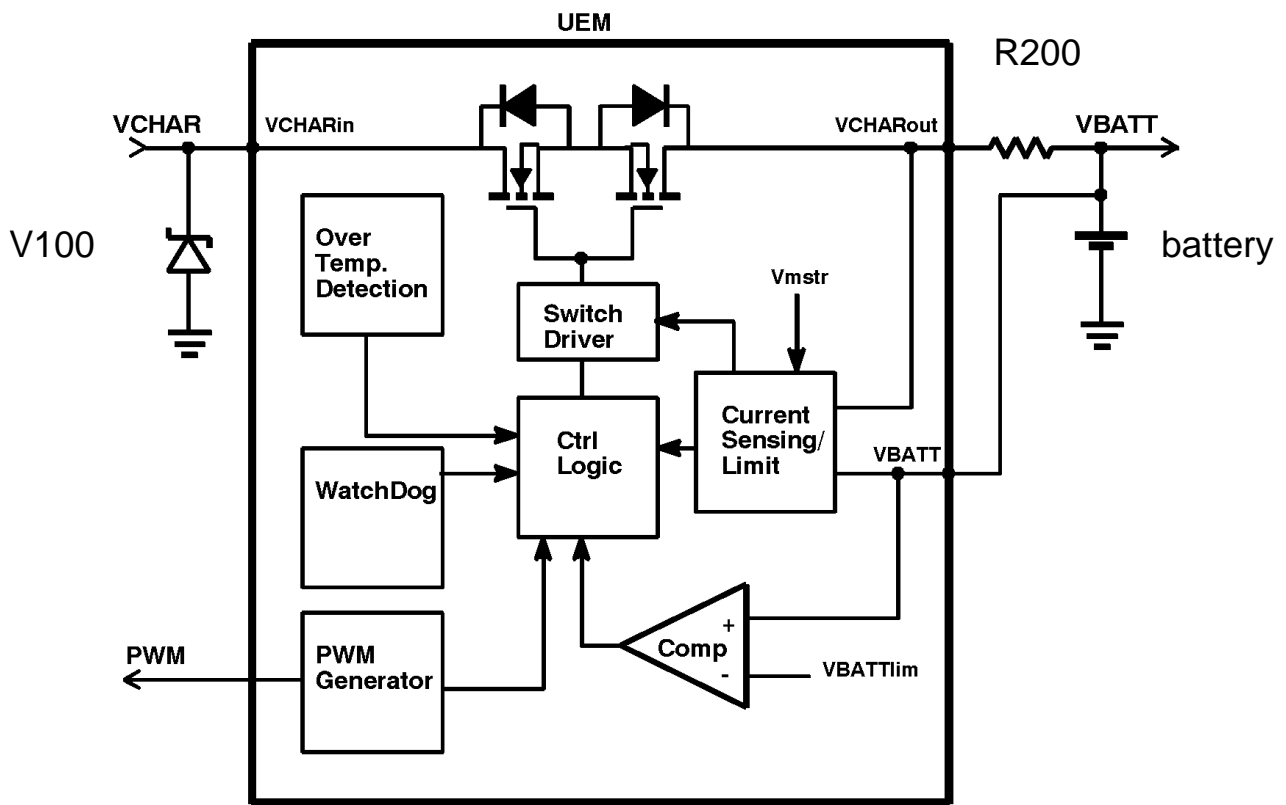 UEM
R200
VCHAR
VCHARin
VCHARout
VBATT
V100
Over
Temp.
Detection
battery
Vmstr
Switch
Driver
Current
Sensing/
Limit
Ctrl
Logic
VBATT
WatchDog
PWM
PWM
Generator
+
Comp
-
VBATTlim